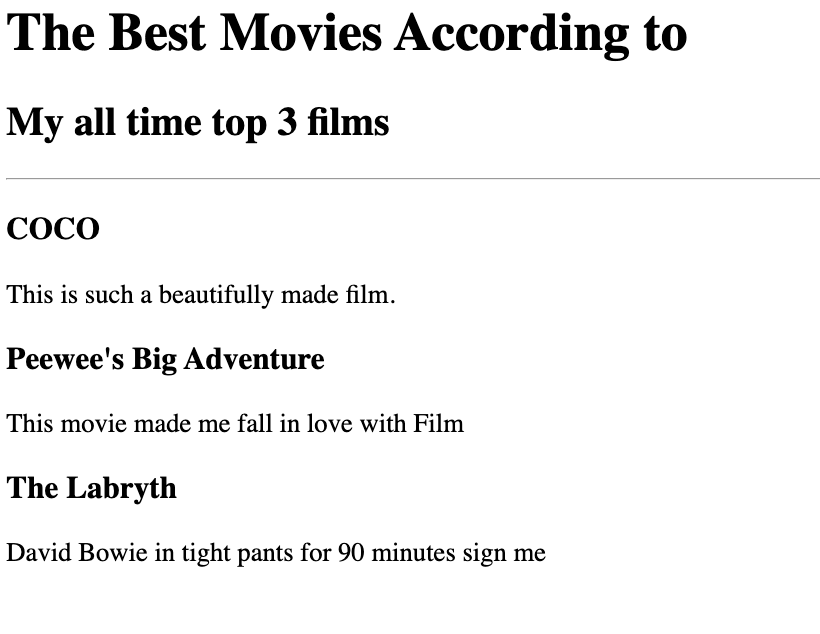 The Best Movies According to
My all time top 3 films
COCO
This is such a beautifully made film.
Peewee's Big Adventure
This movie made me fall in love with Film
The Labryth
David Bowie in tight pants for 90 minutes sign me